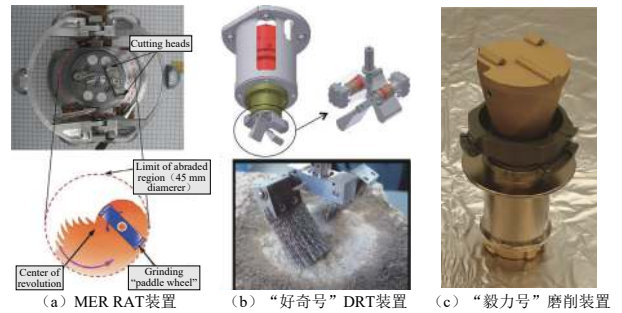 Cutting heads
Limit of abraded
region（45 mm
diamerer）
Center of
revolution
Grinding
“paddle wheel”
（a）MER RAT装置
（b）“好奇号”DRT装置
（c）“毅力号”磨削装置